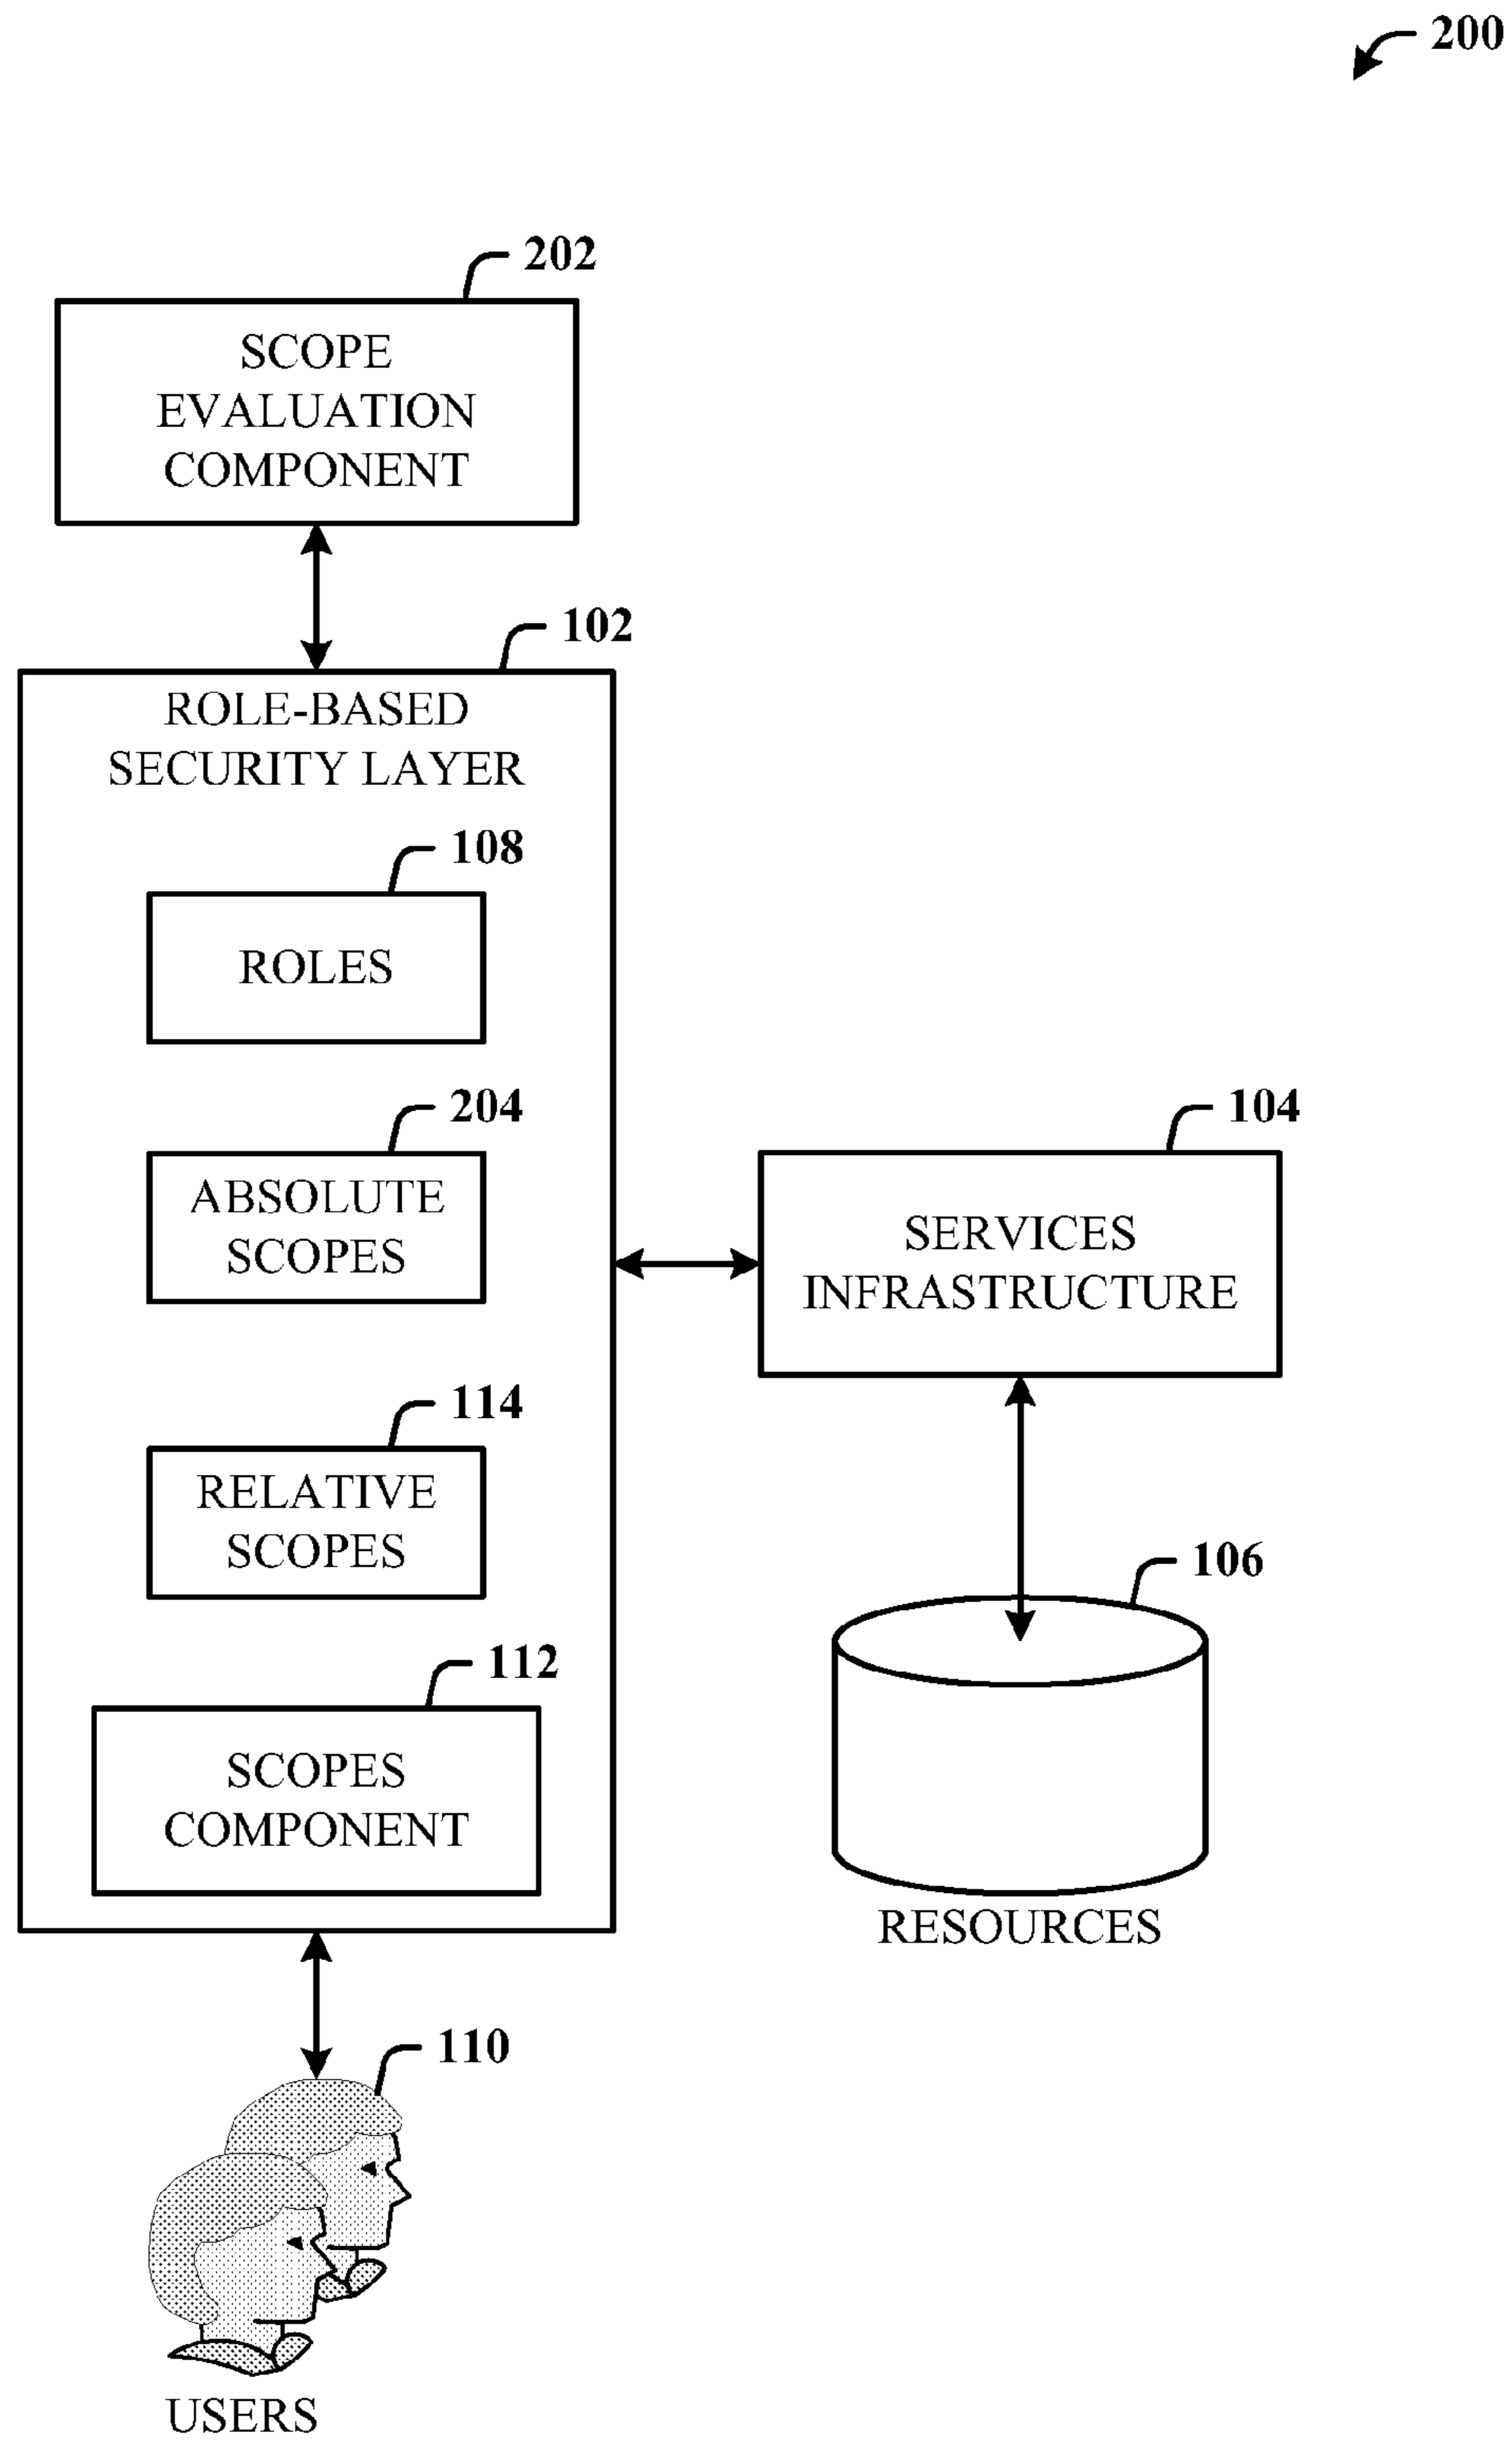 200
202
SCOPE
EVALUATION
COMPONENT
102
ROLE-BASED
SECURITY LAYER
108
ROLES
204
ABSOLUTE
SCOPES
104
SERVICES
INFRASTRUCTURE
114
RELATIVE
SCOPES
106
112
SCOPES
COMPONENT
RESOURCES
110
USERS